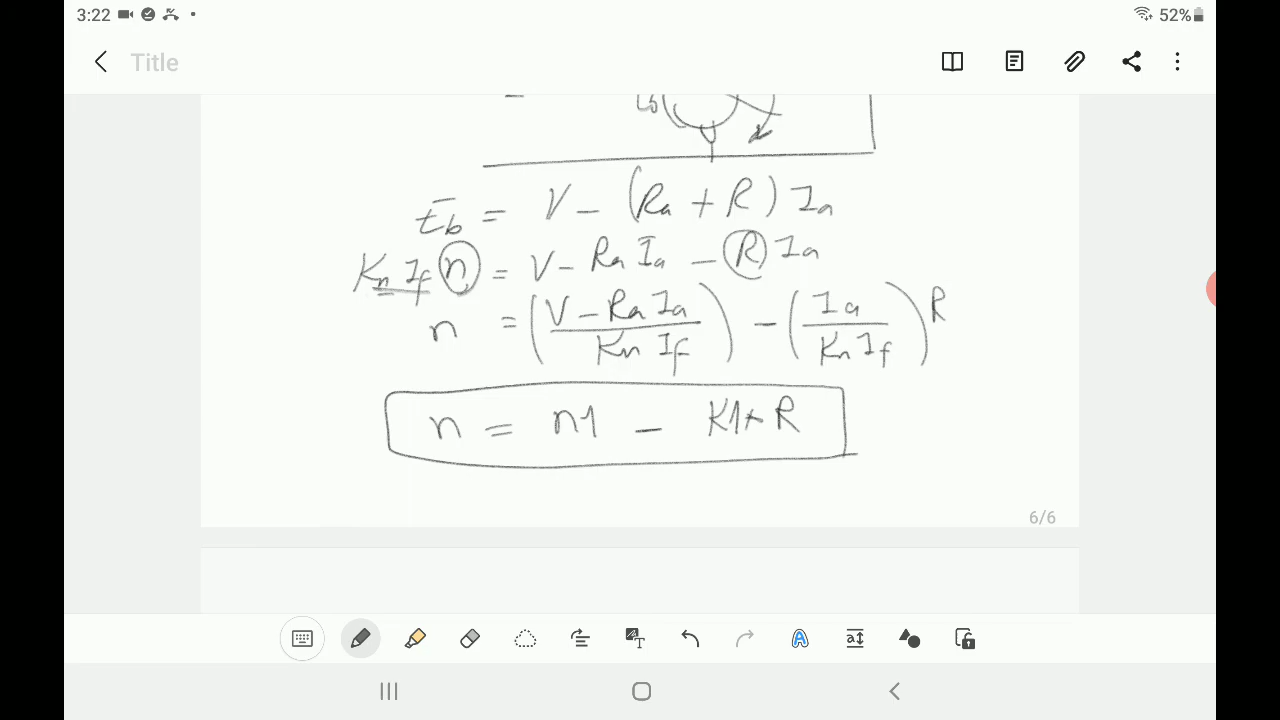 3:22
52%
Title
Eb = V - (Ra + R) Ia
Kn If n = V - Ra Ia - R Ia
n = (V - Ra Ia / Kn If) - (Ia / Kn If) R
n = n1 - K1* R
6/6